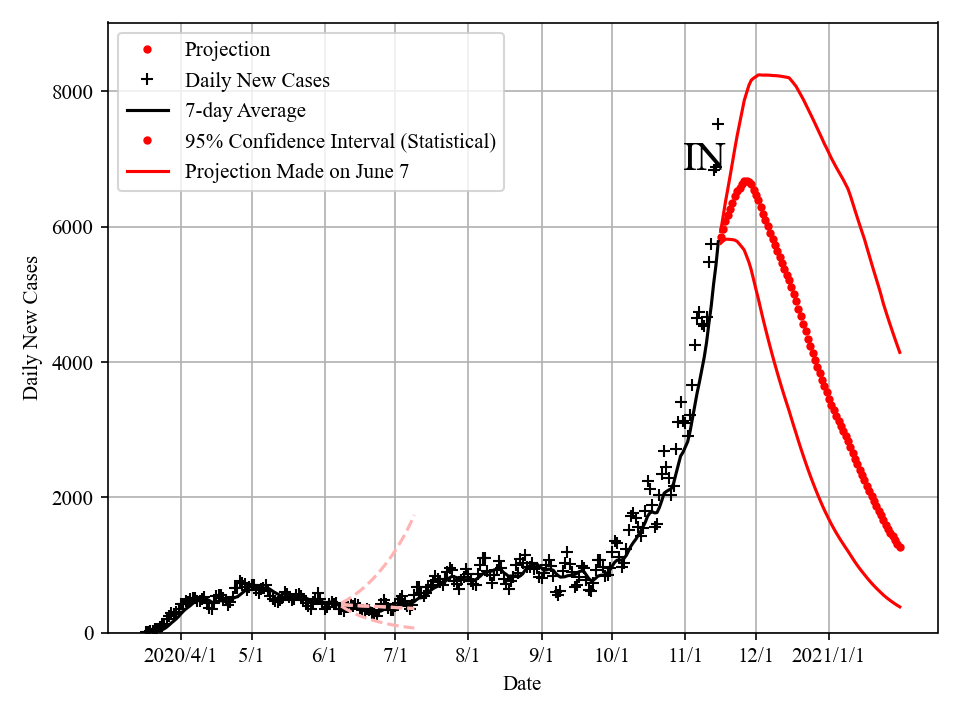 Projection
Daily New Cases
7-day Average
95% Confidence Interval (Statistical)
Projection Made on June 7
IN
8000
6000
4000
2000
0
Daily New Cases
2020/4/1 5/1 6/1 7/1 8/1 9/1 10/1 11/1 12/1 2021/1/1
Date